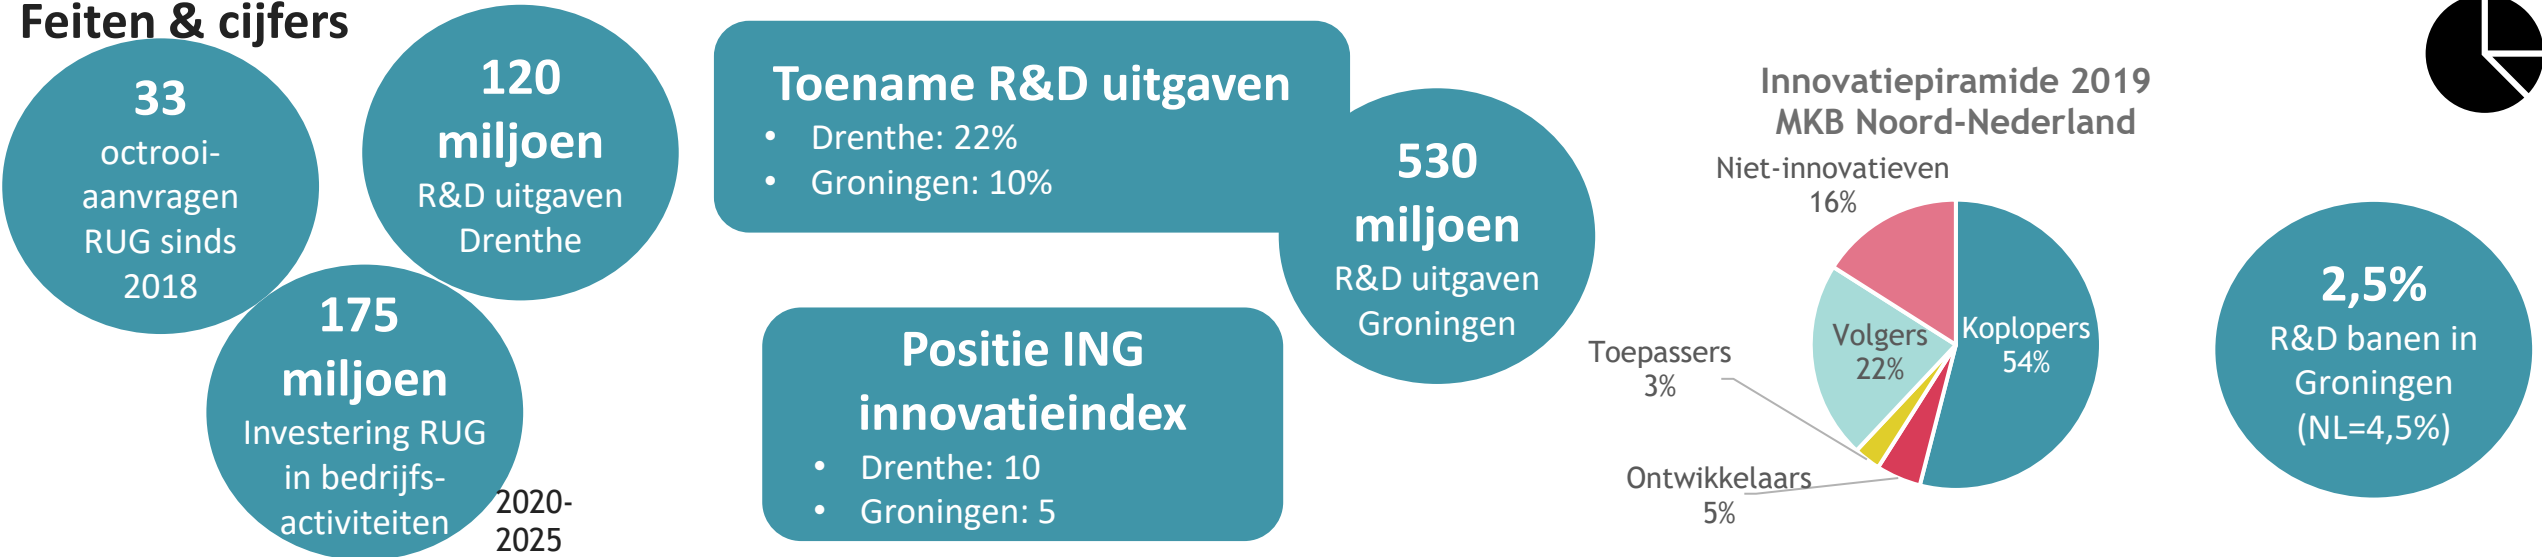 Feiten & cijfers
33
octrooi-
aanvragen
RUG sinds
2018
120
miljoen
R&D uitgaven
Drenthe
175
miljoen
Investering RUG
in bedrijfs-
activiteiten
2020-
2025
Toename R&D uitgaven
• Drenthe: 22%
• Groningen: 10%
530
miljoen
R&D uitgaven
Groningen
Positie ING
innovatieindex
• Drenthe: 10
• Groningen: 5
Innovatiepiramide 2019
MKB Noord-Nederland
Niet-innovatieven
16%
Volgers
22%
Koplopers
54%
Toepassers
3%
Ontwikkelaars
5%
2,5%
R&D banen in
Groningen
(NL=4,5%)